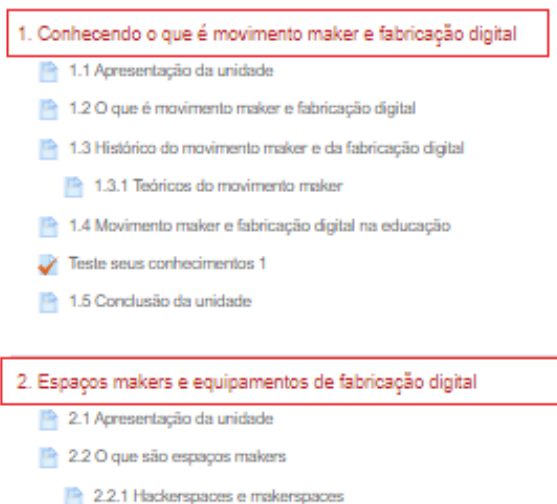 1. Conhecendo o que é movimento maker e fabricação digital
1.1 Apresentação da unidade
1.2 O que é movimento maker e fabricação digital
1.3 Histórico do movimento maker e da fabricação digital
1.3.1 Teóricos do movimento maker
1.4 Movimento maker e fabricação digital na educação
Teste seus conhecimentos 1
1.5 Conclusão da unidade
2. Espaços makers e equipamentos de fabricação digital
2.1 Apresentação da unidade
2.2 O que são espaços makers
2.2.1 Hackerspaces e makerspaces